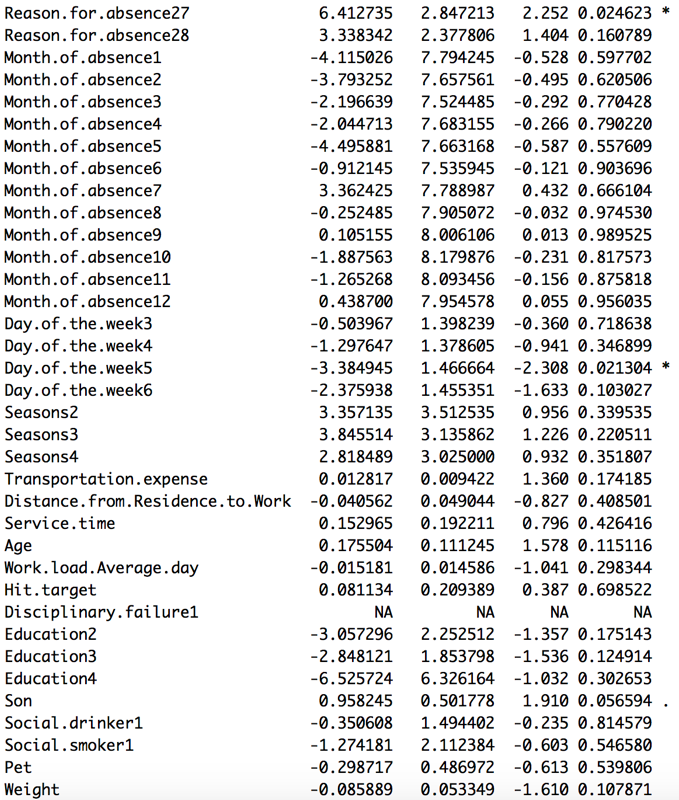 Reason.for.absence27 6.412735 2.847213 2.252 0.024623 *
Reason.for.absence28 3.338342 2.377806 1.404 0.160789
Month.of.absence1 -4.115026 7.794245 -0.528 0.597702
Month.of.absence2 -3.793252 7.657561 -0.495 0.620506
Month.of.absence3 -2.196639 7.524485 -0.292 0.770428
Month.of.absence4 -2.044713 7.683155 -0.266 0.790220
Month.of.absence5 -4.495881 7.663168 -0.587 0.557609
Month.of.absence6 -0.912145 7.535945 -0.121 0.903696
Month.of.absence7 3.362425 7.788987 0.432 0.666104
Month.of.absence8 -0.252485 7.905072 -0.032 0.974530
Month.of.absence9 0.105155 8.006106 0.013 0.989525
Month.of.absence10 -1.887563 8.179876 -0.231 0.817573
Month.of.absence11 -1.265268 8.093456 -0.156 0.875818
Month.of.absence12 0.438700 7.954578 0.055 0.956035
Day.of.the.week3 -0.503967 1.398239 -0.360 0.718638
Day.of.the.week4 -1.297647 1.378605 -0.941 0.346899
Day.of.the.week5 -3.384945 1.466664 -2.308 0.021304 *
Day.of.the.week6 -2.375938 1.455351 -1.633 0.103027
Seasons2 3.357135 3.512535 0.956 0.339535
Seasons3 3.845514 3.135862 1.226 0.220511
Seasons4 2.818489 3.025000 0.932 0.351807
Transportation.expense 0.012817 0.009422 1.360 0.174185
Distance.from.Residence.to.Work -0.040562 0.049044 -0.827 0.408501
Service.time 0.152965 0.192211 0.796 0.426416
Age 0.175504 0.111245 1.578 0.115116
Work.load.Average.day -0.015181 0.014586 -1.041 0.298344
Hit.target 0.081134 0.209389 0.387 0.698522
Disciplinary.failure1 NA NA NA NA
Education2 -3.057296 2.252512 -1.357 0.175143
Education3 -2.848121 1.853798 -1.536 0.124914
Education4 -6.525724 6.326164 -1.032 0.302653
Son 0.958245 0.501778 1.910 0.056594 .
Social.drinker1 -0.350608 1.494402 -0.235 0.814579
Social.smoker1 -1.274181 2.112384 -0.603 0.546580
Pet -0.298717 0.486972 -0.613 0.539806
Weight -0.085889 0.053349 -1.610 0.107871